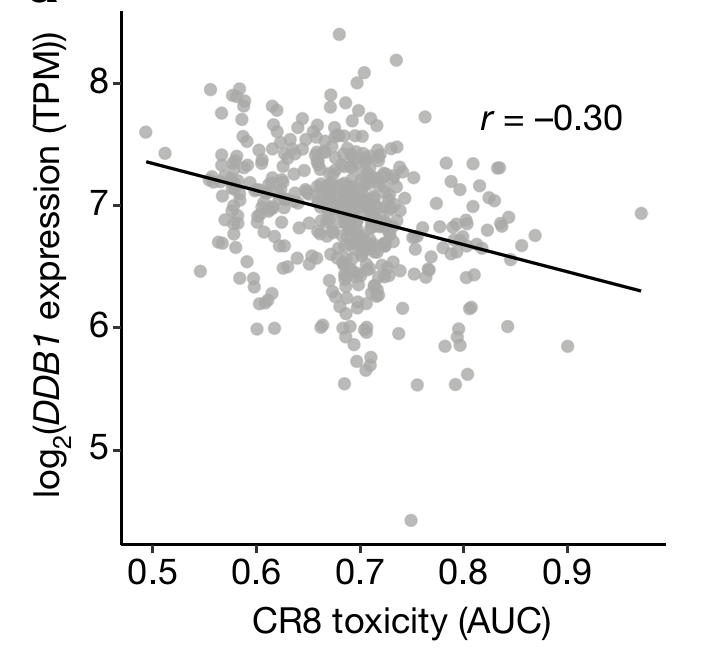 log2(DDB1 expression (TPM))
8
7
6
5
r = –0.30
0.5 0.6 0.7 0.8 0.9
CR8 toxicity (AUC)